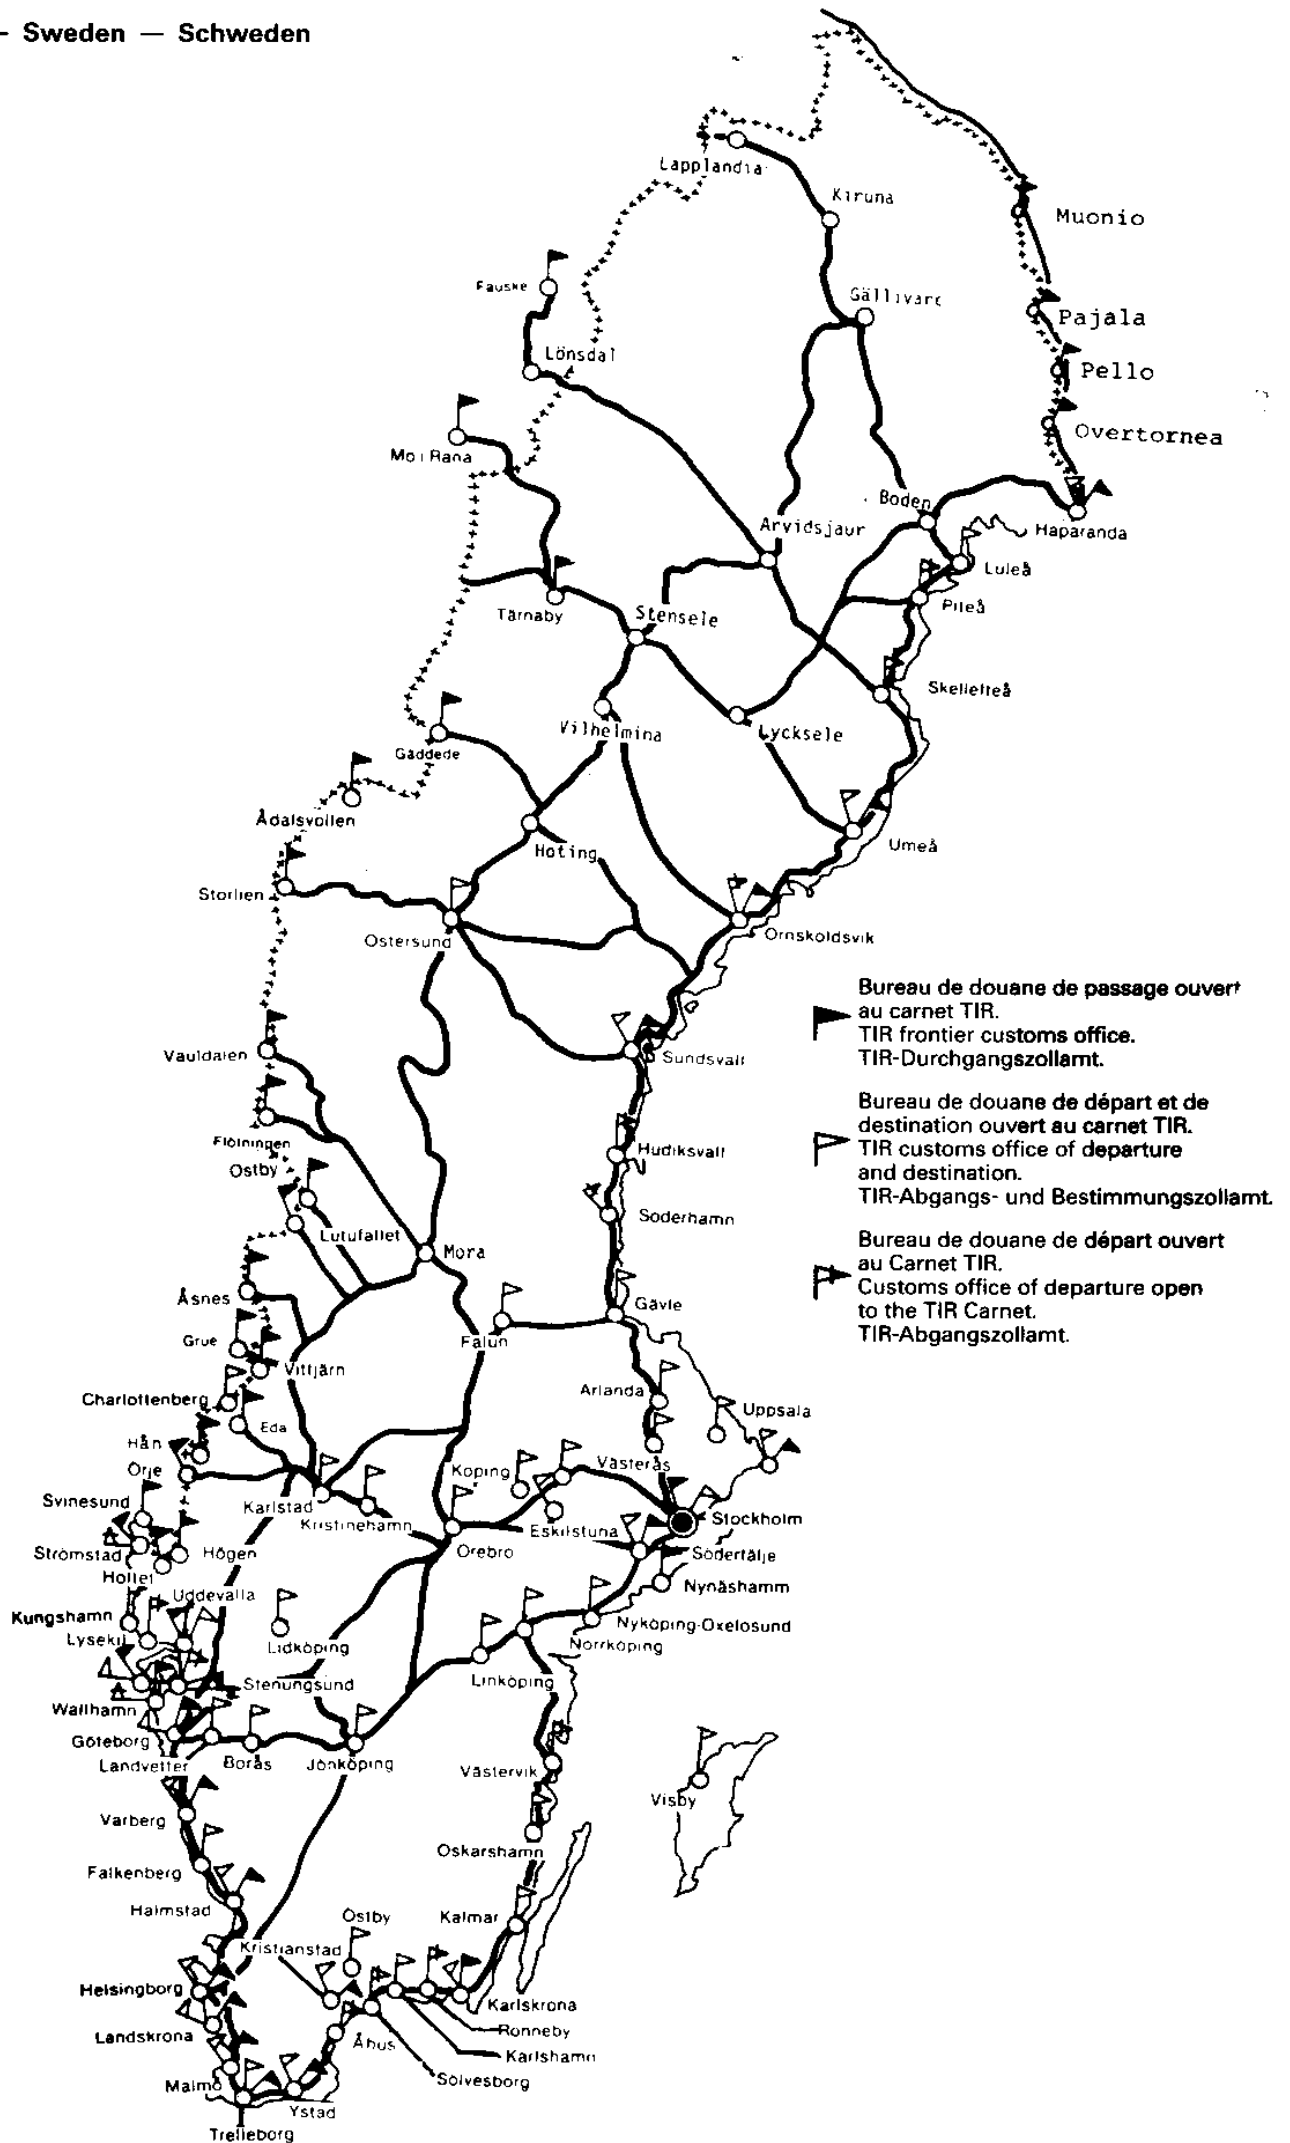 - Sweden — Schweden
Lapplandia
Kiruna
Muonio
Fauske
Gällivare
Pajala
Lönsdal
Pello
Overtornea
Mo i Rana
Boden
Arvidsjaur
Haparanda
Luleå
Piteå
Tärnaby
Stensele
Skellefteå
Vilhelmina
Lycksele
Gäddede
Ådalsvollen
Umeå
Hoting
Storlien
Ostersund
Ornskoldsvik
Bureau de douane de passage ouvert
au carnet TIR.
TIR frontier customs office.
TIR-Durchgangszollamt.
Vauldalen
Sundsvall
Bureau de douane de départ et de
destination ouvert au carnet TIR.
TIR customs office of departure
and destination.
TIR-Abgangs- und Bestimmungszollamt.
Flötningen
Ostby
Hudiksvall
Soderhamn
Lutufallet
Mora
Bureau de douane de départ ouvert
au Carnet TIR.
Customs office of departure open
to the TIR Carnet.
TIR-Abgangszollamt.
Åsnes
Gävle
Grue
Falun
Vittjärn
Charlottenberg
Arlanda
Uppsala
Eda
Hån
Orje
Koping
Västerås
Svinesund
Karlstad
Kristinehamn
Stockholm
Eskilstuna
Orebro
Strömstad
Högen
Södertälje
Hollet
Nynäshamm
Uddevalla
Kungshamn
Nyköping-Oxelosund
Lysekil
Lidköping
Norrköping
Linköping
Stenungsund
Wallhamn
Göteborg
Landvetter
Borås
Jönköping
Västervik
Visby
Varberg
Oskarshamn
Falkenberg
Halmstad
Ostby
Kalmar
Kristianstad
Helsingborg
Karlskrona
Ronneby
Landskrona
Åhus
Karlshamn
Sölvesborg
Malmö
Ystad
Trelleborg